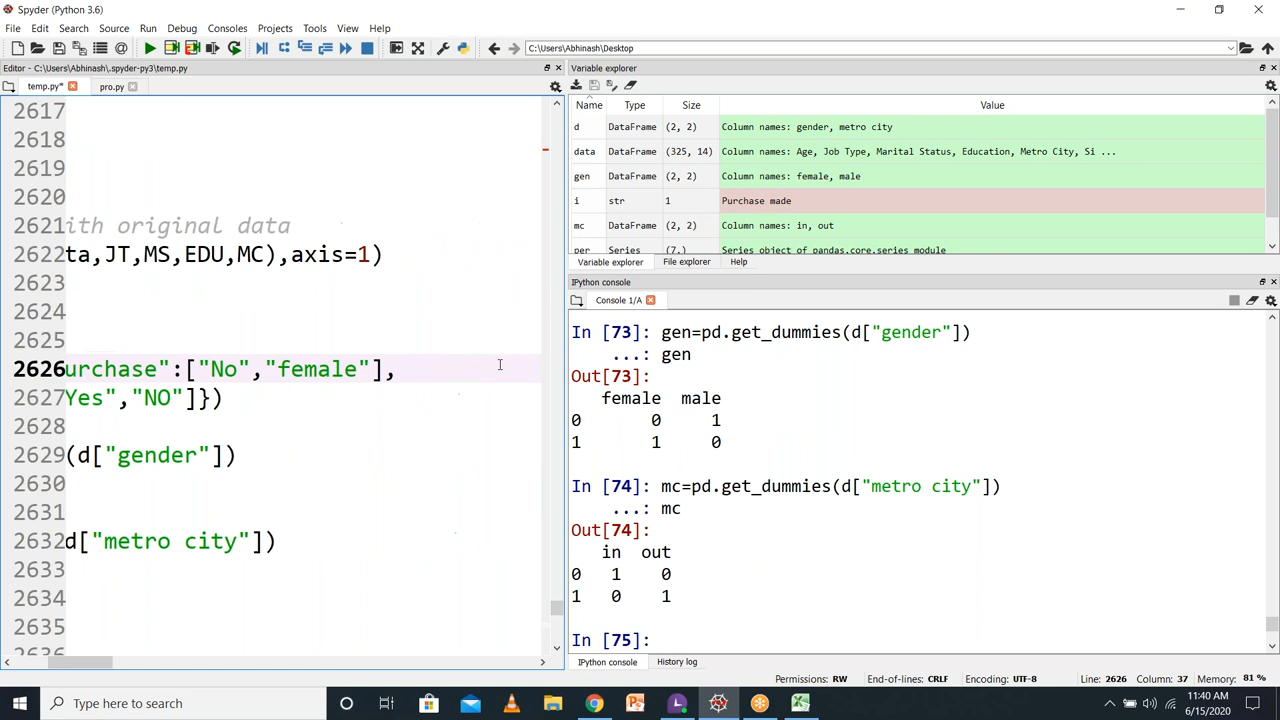 Spyder (Python 3.6)
File Edit Search Source Run Debug Consoles Projects Tools View Help
C:\Users\Abhinash\Desktop
Editor - C:\Users\Abhinash\.spyder-py3\temp.py
temp.py* pro.py
2617
2618
2619
2620
2621 ith original data
2622 ta,JT,MS,EDU,MC),axis=1)
2623
2624
2625
2626 urchase":["No","female"],
2627 Yes","NO"]})
2628
2629 (d["gender"])
2630
2631
2632 d["metro city"])
2633
2634
2635
2636
Variable explorer
Name Type Size Value
d DataFrame (2, 2) Column names: gender, metro city
data DataFrame (325, 14) Column names: Age, Job Type, Marital Status, Education, Metro City, Si ...
gen DataFrame (2, 2) Column names: female, male
i str 1 Purchase made
mc DataFrame (2, 2) Column names: in, out
per Series (7,) Series object of pandas.core.series module
Variable explorer File explorer Help
IPython console
Console 1/A
In [73]: gen=pd.get_dummies(d["gender"])
...: gen
Out[73]:
female male
0 0 1
1 1 0
In [74]: mc=pd.get_dummies(d["metro city"])
...: mc
Out[74]:
in out
0 1 0
1 0 1
In [75]:
IPython console History log
Permissions: RW End-of-lines: CRLF Encoding: UTF-8 Line: 2626 Column: 37 Memory: 81 %
Type here to search
11:40 AM
6/15/2020